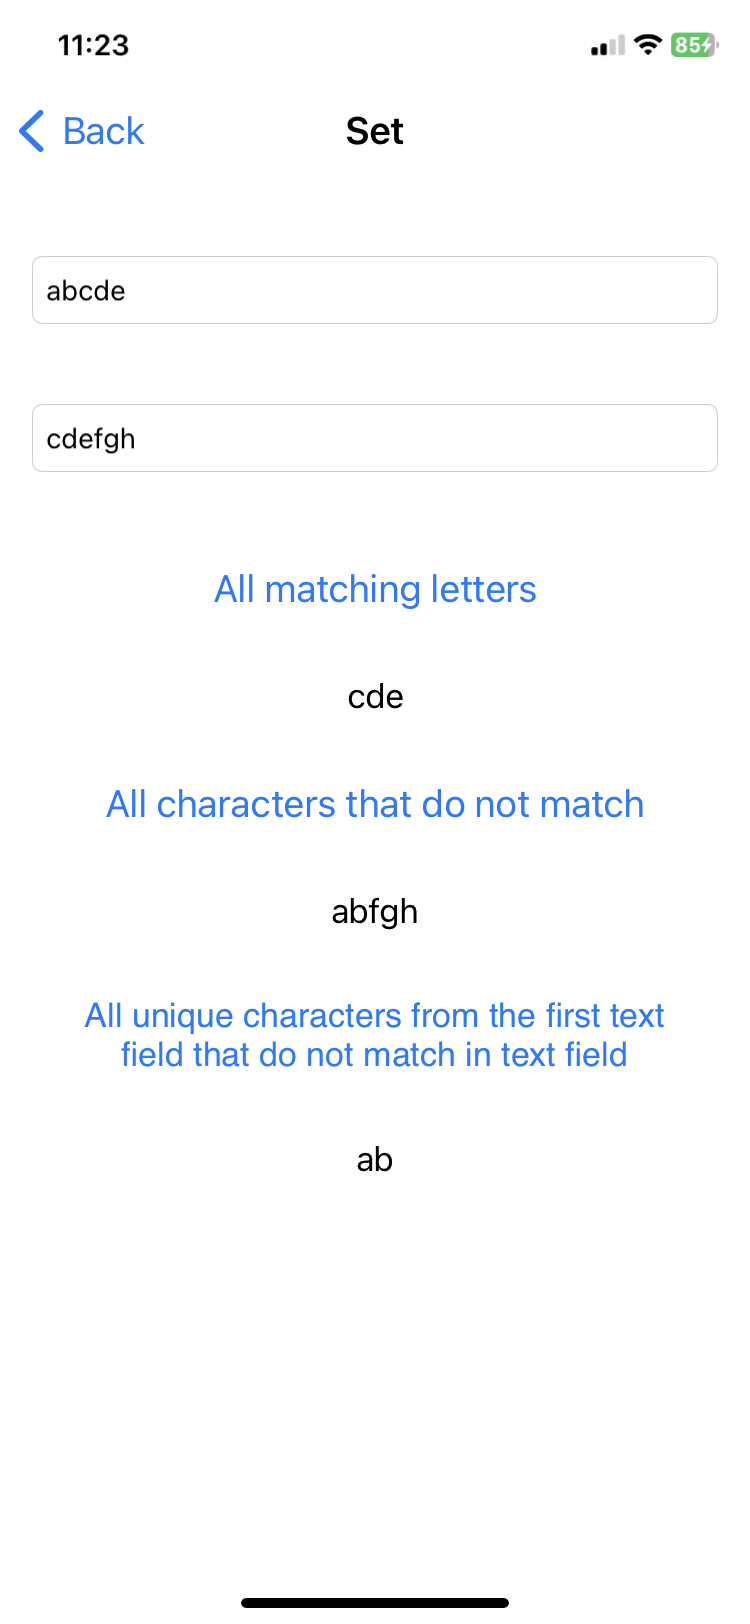 11:23
85
Back
Set
abcde
cdefgh
All matching letters
cde
All characters that do not match
abfgh
All unique characters from the first text
field that do not match in text field
ab